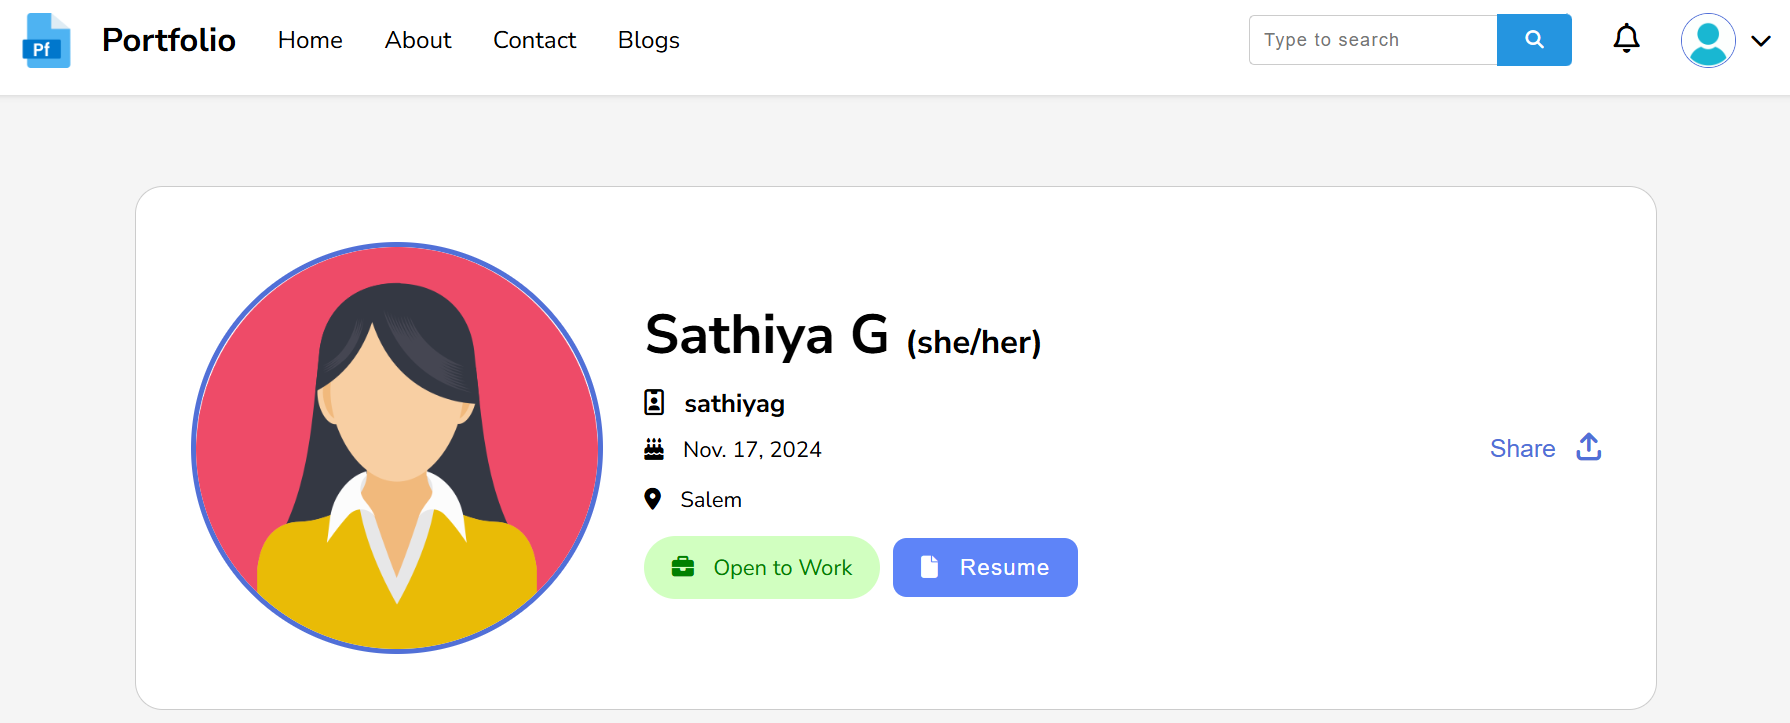 Pf Portfolio Home About Contact Blogs Type to search
Sathiya G (she/her)
sathiyag
Nov. 17, 2024
Share
Salem
Open to Work Resume